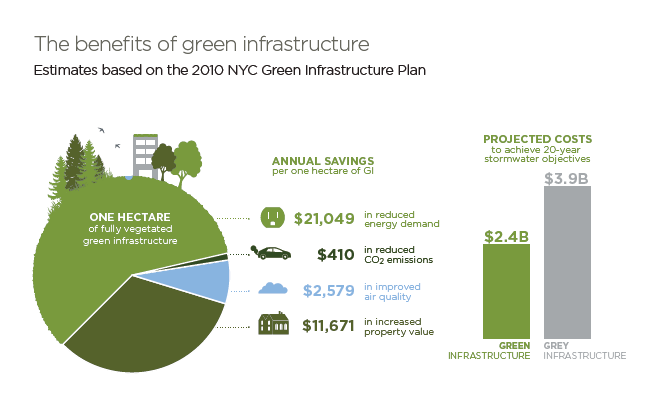 The benefits of green infrastructure
Estimates based on the 2010 NYC Green Infrastructure Plan
ONE HECTARE
of fully vegetated
green infrastructure
ANNUAL SAVINGS
per one hectare of GI
$21,049
in reduced
energy demand
$410
in reduced
CO2 emissions
$2,579
in improved
air quality
$11,671
in increased
property value
PROJECTED COSTS
to achieve 20-year
stormwater objectives
$3.9B
$2.4B
GREEN
INFRASTRUCTURE
GREY
INFRASTRUCTURE